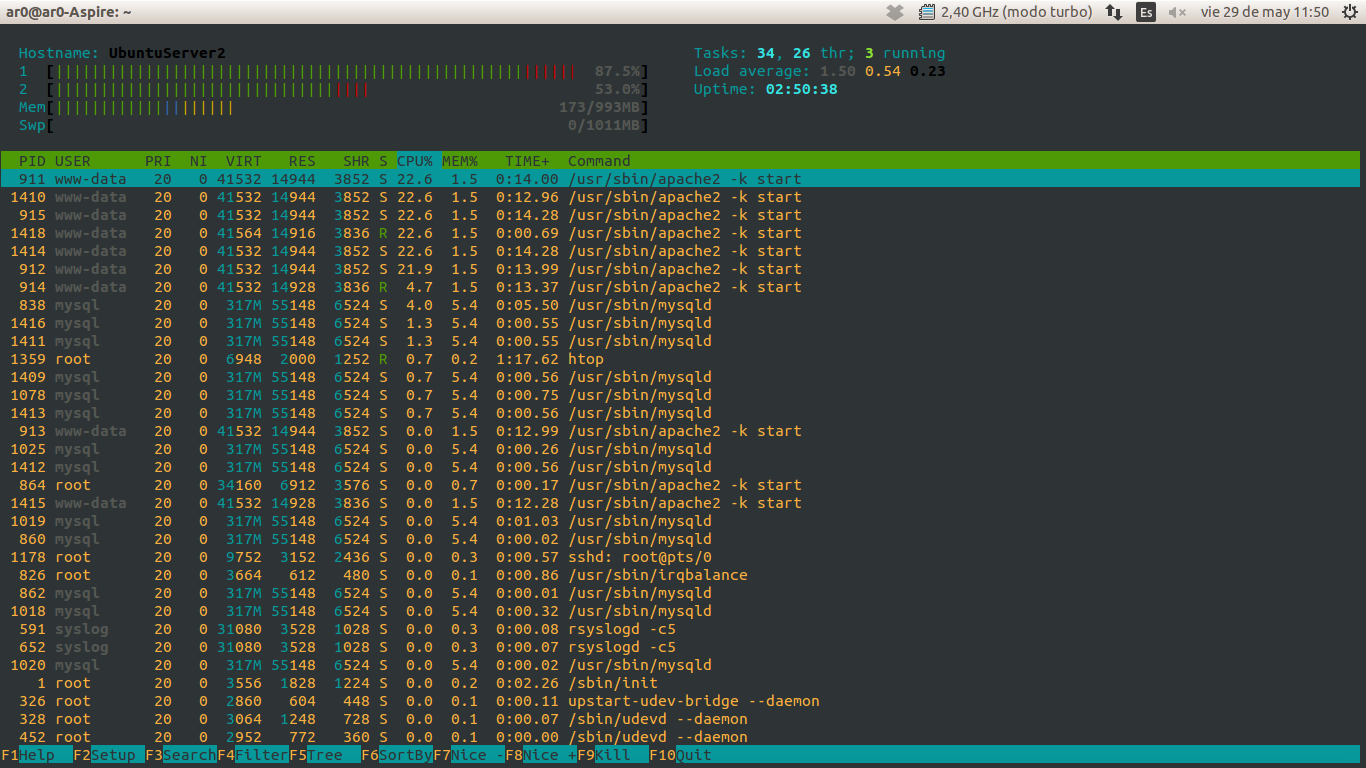 ar0@ar0-Aspire: ~ 2,40 GHz (modo turbo) Es vie 29 de may 11:50
Hostname: UbuntuServer2 Tasks: 34, 26 thr; 3 running
1 [||||||||||||||||||||||||||||||||||||||||||||||||||||||||||  87.5%] Load average: 1.50 0.54 0.23
2 [|||||||||||||||||||||||||||||||||||  53.0%] Uptime: 02:50:38
Mem[||||||||||||||||||||  173/993MB]
Swp[  0/1011MB]
PID USER PRI NI VIRT RES SHR S CPU% MEM% TIME+ Command
911 www-data 20 0 41532 14944 3852 S 22.6 1.5 0:14.00 /usr/sbin/apache2 -k start
1410 www-data 20 0 41532 14944 3852 S 22.6 1.5 0:12.96 /usr/sbin/apache2 -k start
915 www-data 20 0 41532 14944 3852 S 22.6 1.5 0:14.28 /usr/sbin/apache2 -k start
1418 www-data 20 0 41564 14916 3836 R 22.6 1.5 0:00.69 /usr/sbin/apache2 -k start
1414 www-data 20 0 41532 14944 3852 S 22.6 1.5 0:14.28 /usr/sbin/apache2 -k start
912 www-data 20 0 41532 14944 3852 S 21.9 1.5 0:13.99 /usr/sbin/apache2 -k start
914 www-data 20 0 41532 14928 3836 R 4.7 1.5 0:13.37 /usr/sbin/apache2 -k start
838 mysql 20 0 317M 55148 6524 S 4.0 5.4 0:05.50 /usr/sbin/mysqld
1416 mysql 20 0 317M 55148 6524 S 1.3 5.4 0:00.55 /usr/sbin/mysqld
1411 mysql 20 0 317M 55148 6524 S 1.3 5.4 0:00.55 /usr/sbin/mysqld
1359 root 20 0 6948 2000 1252 R 0.7 0.2 1:17.62 htop
1409 mysql 20 0 317M 55148 6524 S 0.7 5.4 0:00.56 /usr/sbin/mysqld
1078 mysql 20 0 317M 55148 6524 S 0.7 5.4 0:00.75 /usr/sbin/mysqld
1413 mysql 20 0 317M 55148 6524 S 0.7 5.4 0:00.56 /usr/sbin/mysqld
913 www-data 20 0 41532 14944 3852 S 0.0 1.5 0:12.99 /usr/sbin/apache2 -k start
1025 mysql 20 0 317M 55148 6524 S 0.0 5.4 0:00.26 /usr/sbin/mysqld
1412 mysql 20 0 317M 55148 6524 S 0.0 5.4 0:00.56 /usr/sbin/mysqld
864 root 20 0 34160 6912 3576 S 0.0 0.7 0:00.17 /usr/sbin/apache2 -k start
1415 www-data 20 0 41532 14928 3836 S 0.0 1.5 0:12.28 /usr/sbin/apache2 -k start
1019 mysql 20 0 317M 55148 6524 S 0.0 5.4 0:01.03 /usr/sbin/mysqld
860 mysql 20 0 317M 55148 6524 S 0.0 5.4 0:00.02 /usr/sbin/mysqld
1178 root 20 0 9752 3152 2436 S 0.0 0.3 0:00.57 sshd: root@pts/0
826 root 20 0 3664 612 480 S 0.0 0.1 0:00.86 /usr/sbin/irqbalance
862 mysql 20 0 317M 55148 6524 S 0.0 5.4 0:00.01 /usr/sbin/mysqld
1018 mysql 20 0 317M 55148 6524 S 0.0 5.4 0:00.32 /usr/sbin/mysqld
591 syslog 20 0 31080 3528 1028 S 0.0 0.3 0:00.08 rsyslogd -c5
652 syslog 20 0 31080 3528 1028 S 0.0 0.3 0:00.07 rsyslogd -c5
1020 mysql 20 0 317M 55148 6524 S 0.0 5.4 0:00.02 /usr/sbin/mysqld
1 root 20 0 3556 1828 1224 S 0.0 0.2 0:02.26 /sbin/init
326 root 20 0 2860 604 448 S 0.0 0.1 0:00.11 upstart-udev-bridge --daemon
328 root 20 0 3064 1248 728 S 0.0 0.1 0:00.07 /sbin/udevd --daemon
452 root 20 0 2952 772 360 S 0.0 0.1 0:00.00 /sbin/udevd --daemon
F1Help F2Setup F3SearchF4FilterF5Tree F6SortByF7Nice -F8Nice +F9Kill F10Quit